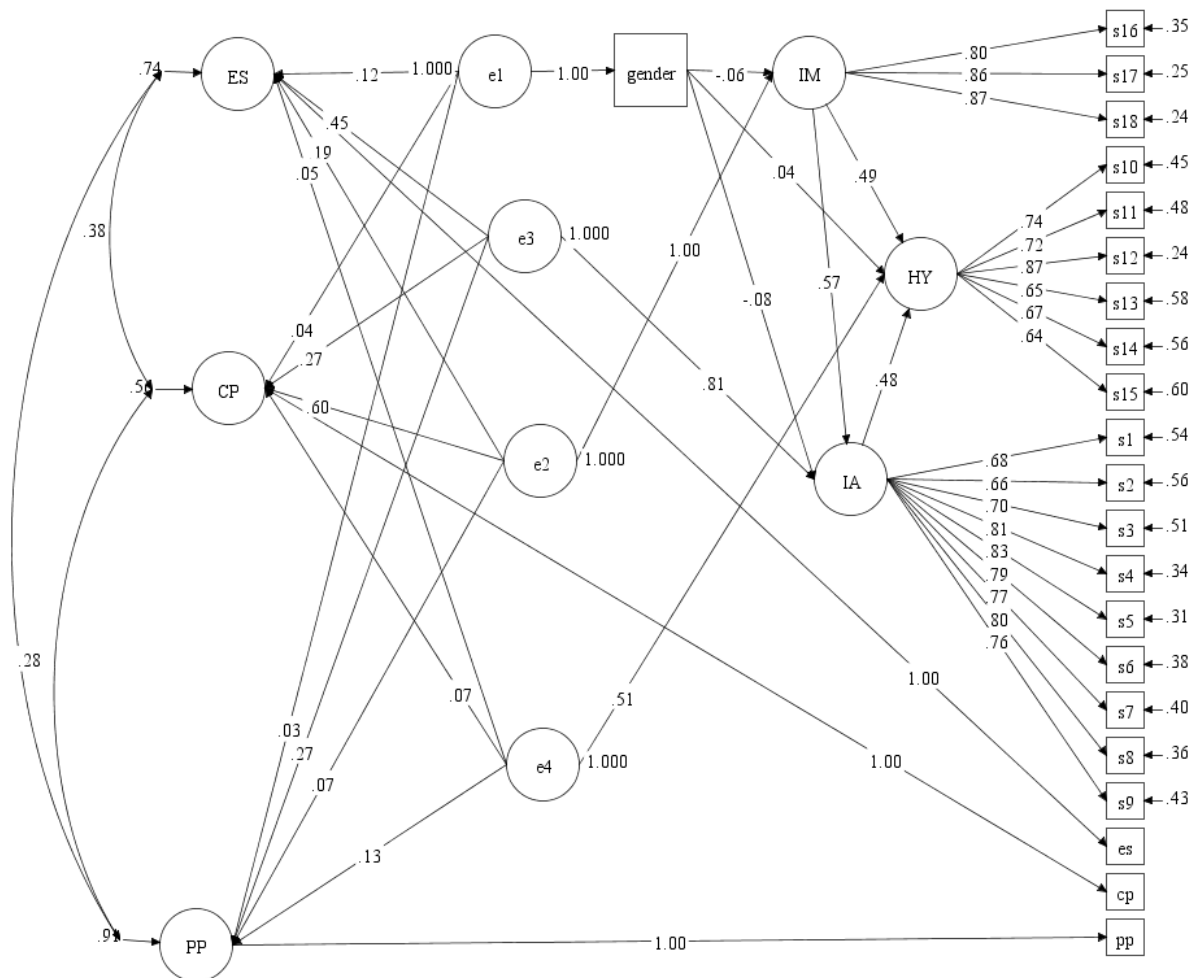 s16 .35
.74 ES .12 1.000 e1 1.00 gender -.06 IM .80
.86 s17 .25
.87 s18 .24
.45
.19
.05
s10 .45
.04 .49
.74 s11 .48
.38 e3 1.000
.72 s12 .24
1.00 HY .87
.57 .65 s13 .58
-.08 .67
.04 .64 s14 .56
.27
CP .81 .48 s15 .60
.60
s1 .54
e2 1.000 .68
IA .66 s2 .56
.70
.81 s3 .51
.83
.79 s4 .34
.77
.80 s5 .31
.76
.28 s6 .38
1.00
.07 .51 s7 .40
.03
.27 s8 .36
e4 1.000 1.00
.07
s9 .43
.13 es
cp
PP 1.00 pp